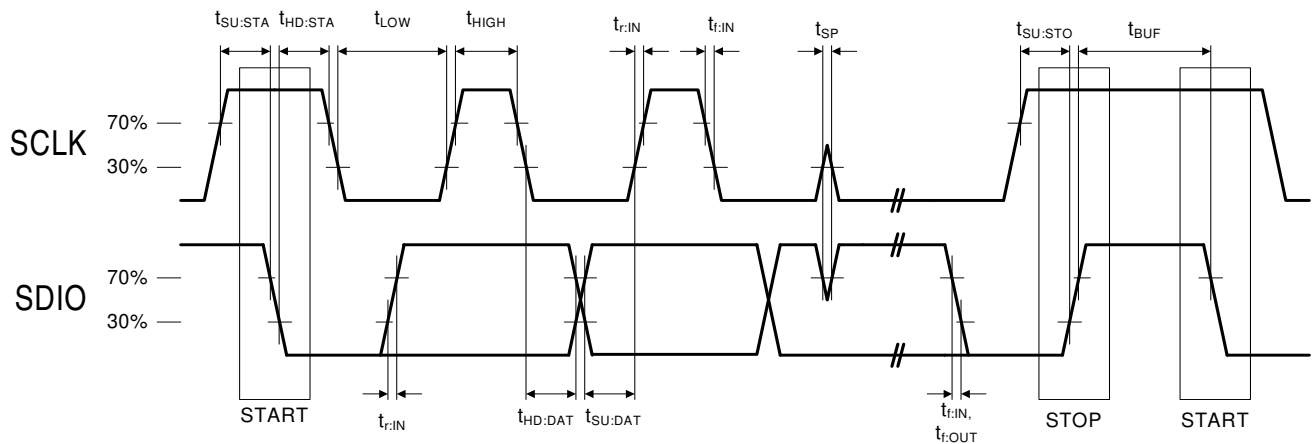 tSU:STA tHD:STA tLOW tHIGH tr:IN tf:IN tSP tSU:STO tBUF
SCLK
70%
30%
SDIO
70%
30%
START
tr:IN
tHD:DAT tSU:DAT
tf:IN,
tf:OUT
STOP
START